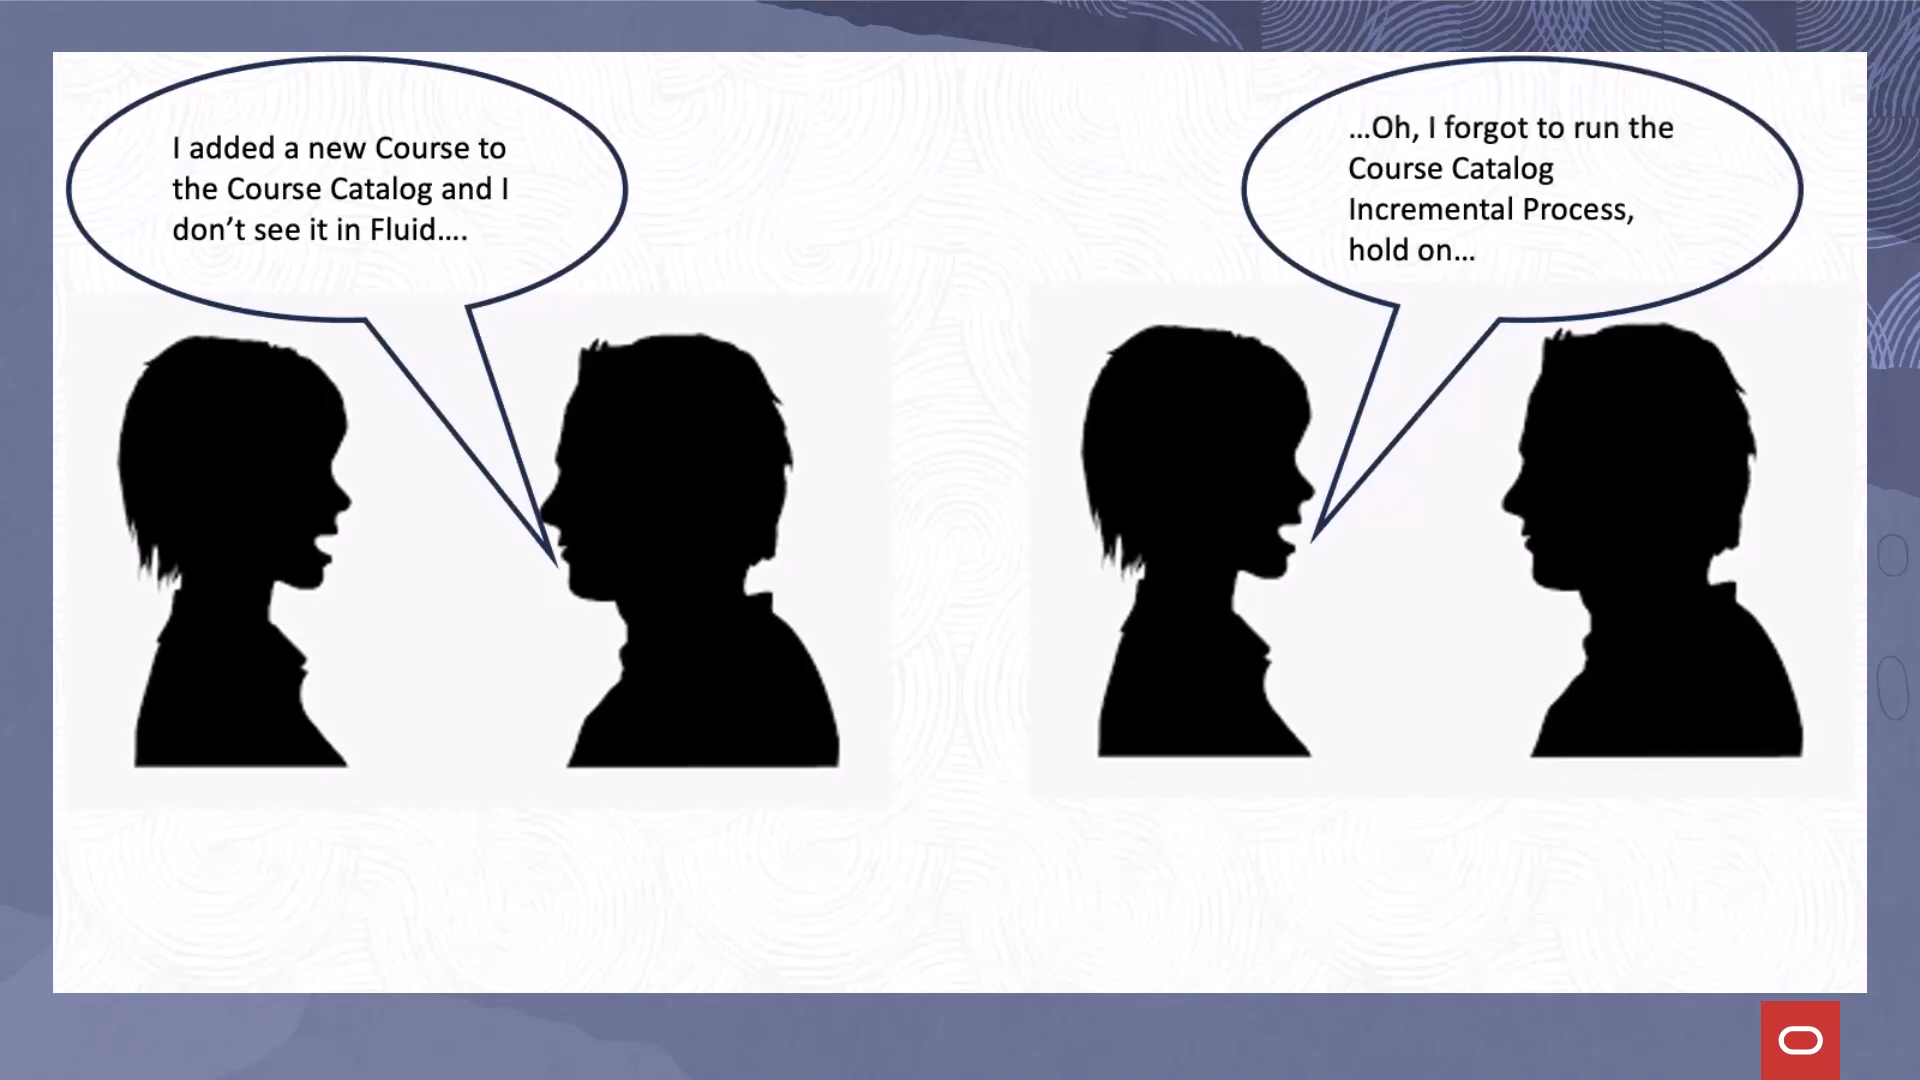 I added a new Course to
the Course Catalog and I
don’t see it in Fluid....
...Oh, I forgot to run the
Course Catalog
Incremental Process,
hold on...